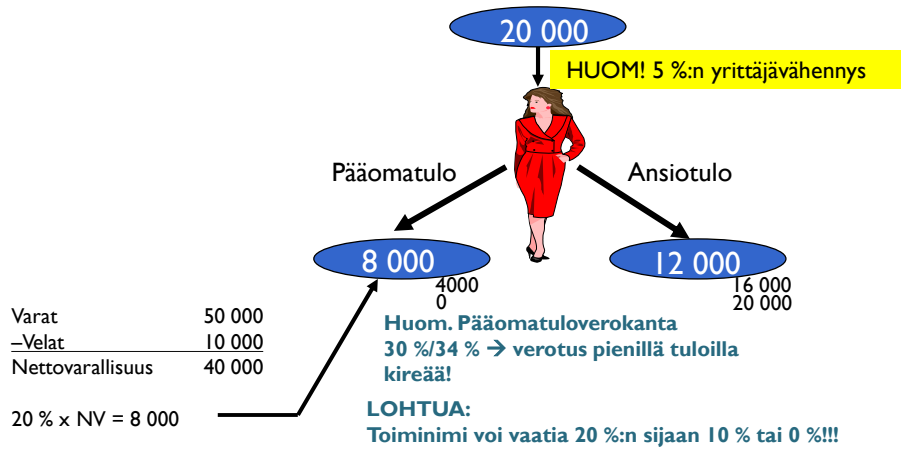 20 000
HUOM! 5 %:n yrittäjävähennys
Pääomatulo
Ansiotulo
8 000
12 000
4000
0
16 000
20 000
Varat 50 000
–Velat 10 000
Nettovarallisuus 40 000
20 % x NV = 8 000
Huom. Pääomatuloverokanta
30 %/34 % → verotus pienillä tuloilla
kireää!
LOHTUA:
Toiminimi voi vaatia 20 %:n sijaan 10 % tai 0 %!!!